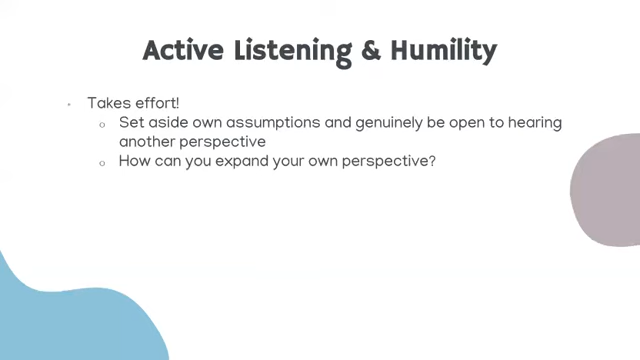 Active Listening & Humility
• Takes effort!
o Set aside own assumptions and genuinely be open to hearing
another perspective
o How can you expand your own perspective?